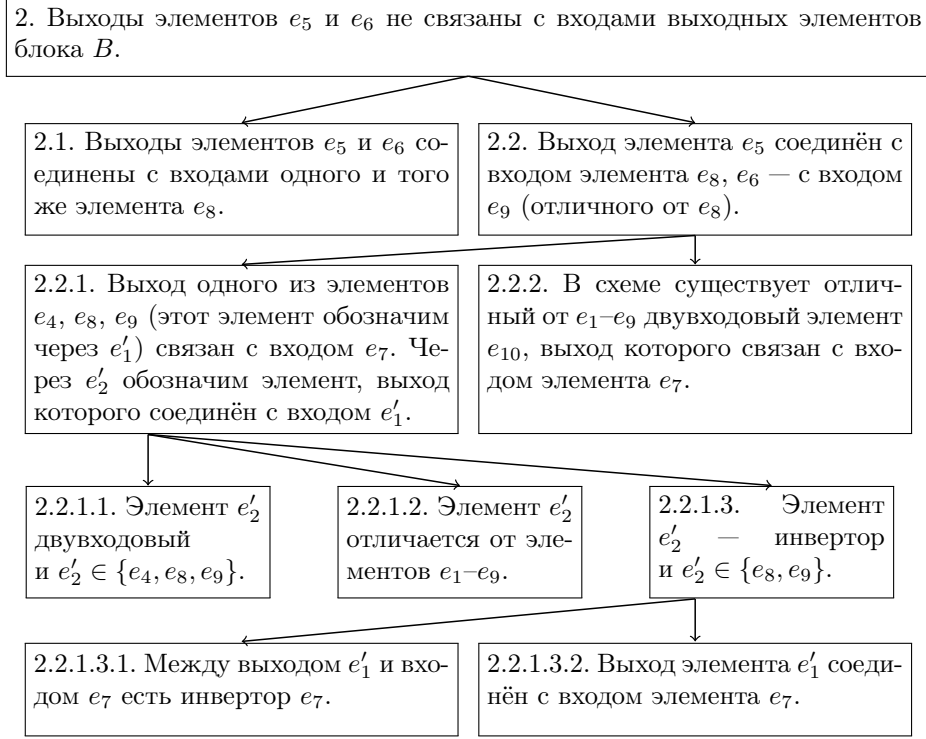 2. Выходы элементов e₅ и e₆ не связаны с входами выходных элементов
блока B.
2.1. Выходы элементов e₅ и e₆ со-
единены с входами одного и того
же элемента e₈.
2.2. Выход элемента e₅ соединён с
входом элемента e₈, e₆ — с входом
e₉ (отличного от e₈).
2.2.1. Выход одного из элементов
e₄, e₈, e₉ (этот элемент обозначим
через e′₁) связан с входом e₇. Че-
рез e′₂ обозначим элемент, выход
которого соединён с входом e′₁.
2.2.2. В схеме существует отлич-
ный от e₁–e₉ двувходовый элемент
e₁₀, выход которого связан с вхо-
дом элемента e₇.
2.2.1.1. Элемент e′₂
двувходовый
и e′₂ ∈ {e₄, e₈, e₉}.
2.2.1.2. Элемент e′₂
отличается от эле-
ментов e₁–e₉.
2.2.1.3. Элемент
e′₂ — инвертор
и e′₂ ∈ {e₈, e₉}.
2.2.1.3.1. Между выходом e′₁ и вхо-
дом e₇ есть инвертор e₇.
2.2.1.3.2. Выход элемента e′₁ соеди-
нён с входом элемента e₇.